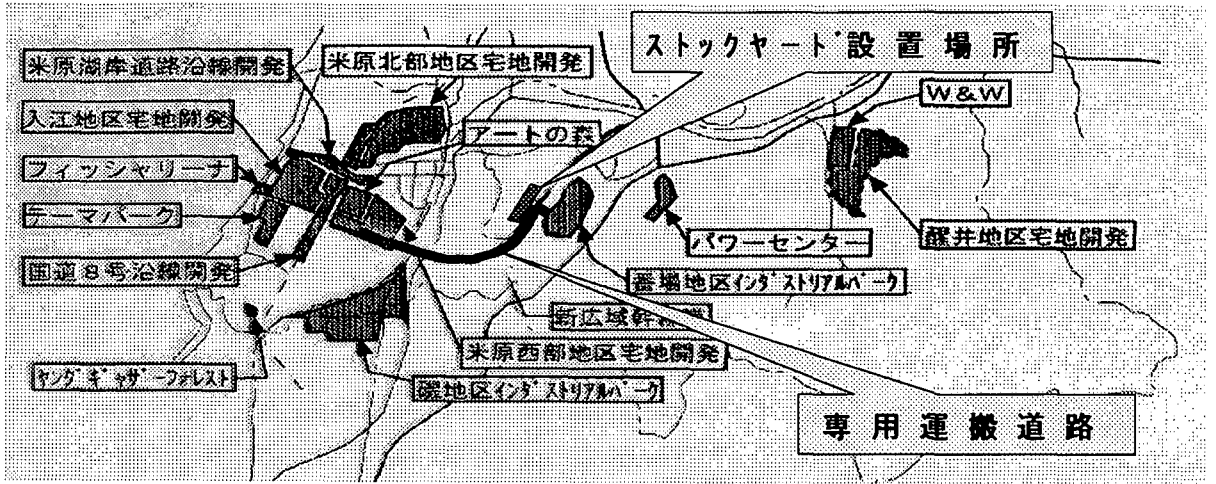 ストックヤード設置場所
米原湖岸道路沿線開発
米原北部地区宅地開発
W&W
入江地区宅地開発
アートの森
フィッシャリーナ
テーマパーク
パワーセンター
醒井地区宅地開発
国道8号沿線開発
番場地区インダストリアルパーク
新広域幹線道
米原西部地区宅地開発
ヤングギャザーフォレスト
磯地区インダストリアルパーク
専用運搬道路